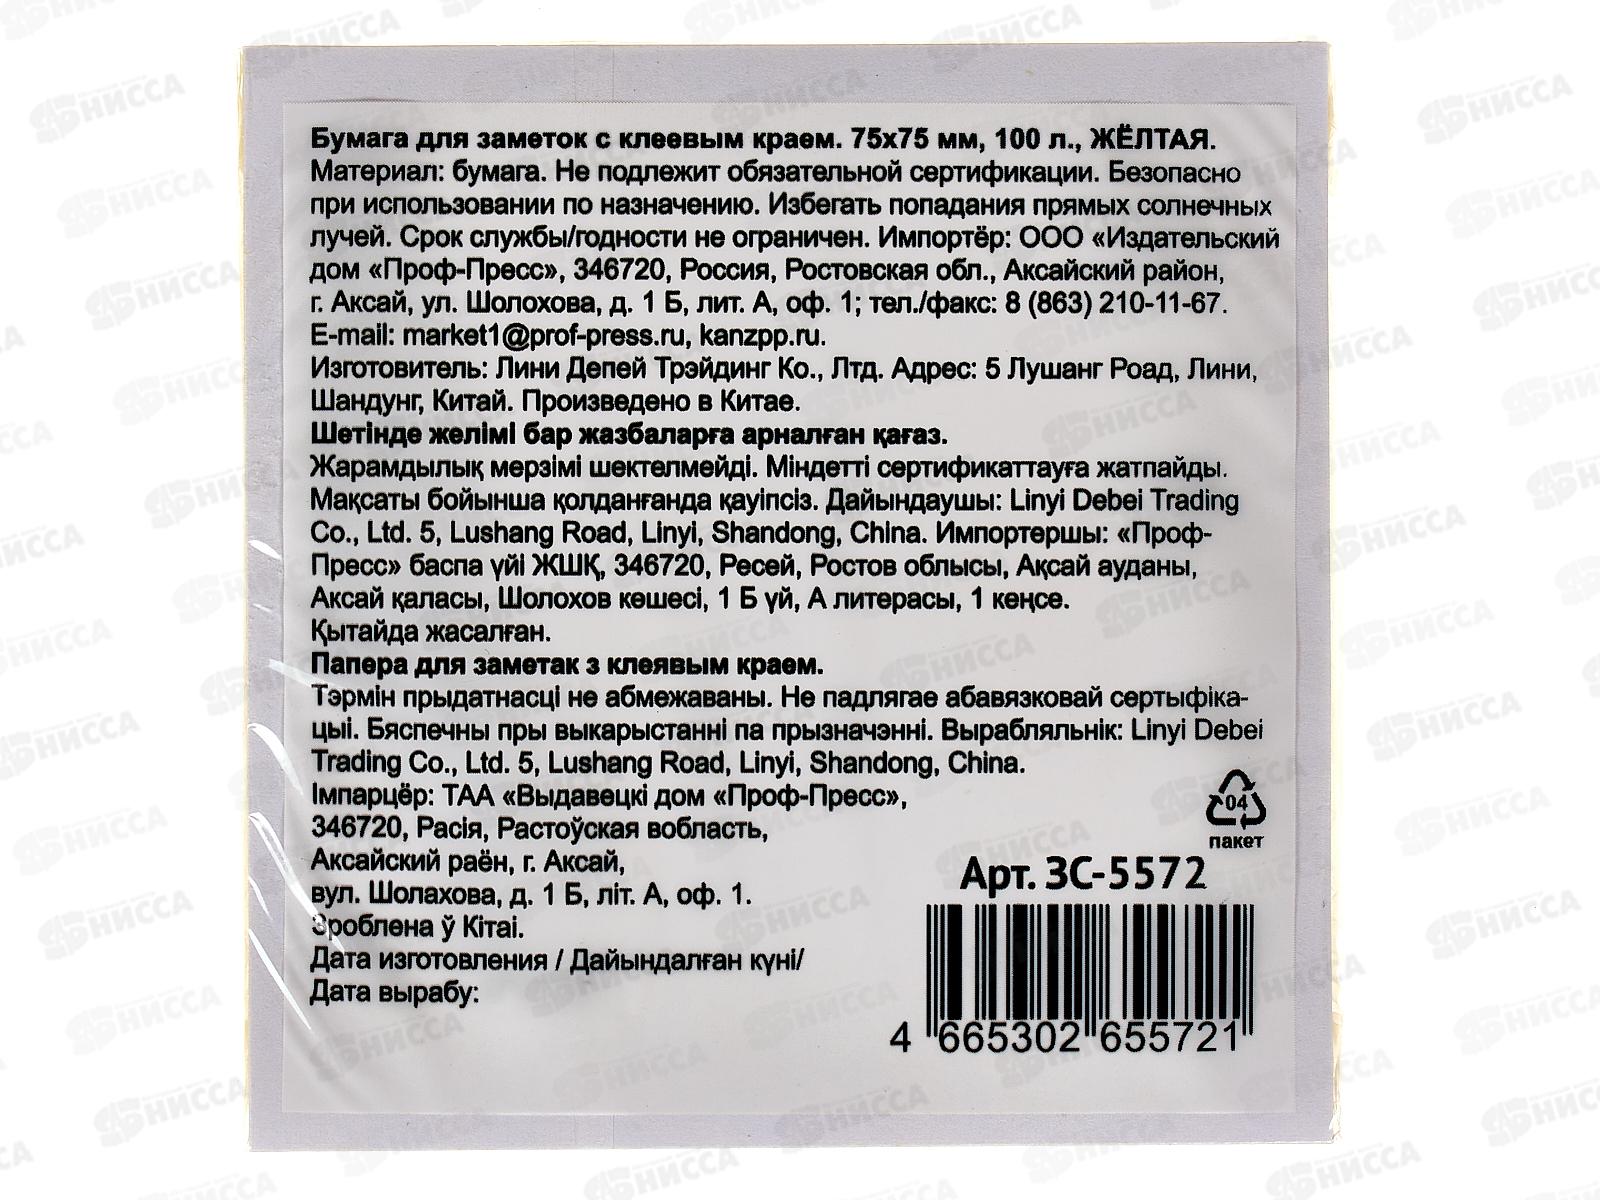 Бумага для заметок с клеевым краем. 75х75 мм, 100 л., ЖЁЛТАЯ.
Материал: бумага. Не подлежит обязательной сертификации. Безопасно
при использовании по назначению. Избегать попадания прямых солнечных
лучей. Срок службы/годности не ограничен. Импортёр: ООО «Издательский
дом «Проф-Пресс», 346720, Россия, Ростовская обл., Аксайский район,
г. Аксай, ул. Шолохова, д. 1 Б, лит. А, оф. 1; тел./факс: 8 (863) 210-11-67.
E-mail: market1@prof-press.ru, kanzpp.ru.
Изготовитель: Лини Депей Трэйдинг Ко., Лтд. Адрес: 5 Лушанг Роад, Лини,
Шандунг, Китай. Произведено в Китае.
Шетінде желімі бар жазбаларға арналған қағаз.
Жарамдылық мерзімі шектелмейді. Міндетті сертификаттауға жатпайды.
Мақсаты бойынша қолданғанда қауіпсіз. Дайындаушы: Linyi Debei Trading
Co., Ltd. 5, Lushang Road, Linyi, Shandong, China. Импортершы: «Проф-
Пресс» баспа үйі ЖШҚ, 346720, Ресей, Ростов облысы, Ақсай ауданы,
Аксай қаласы, Шолохов көшесі, 1 Б үй, А литерасы, 1 кеңсе.
Қытайда жасалған.
Папера для заметак з клеявым краем.
Тэрмін прыдатнасці не абмежаваны. Не падлягае абавязковай сертыфіка-
цыі. Бяспечны пры выкарыстанні па прызначэнні. Вырабляльнік: Linyi Debei
Trading Co., Ltd. 5, Lushang Road, Linyi, Shandong, China.
Імпарцёр: ТАА «Выдавецкі дом «Проф-Пресс»,
346720, Расія, Растоўская вобласть,
Аксайский раён, г. Аксай,
вул. Шолахова, д. 1 Б, літ. А, оф. 1.
Зроблена ў Кітаі.
Дата изготовления / Дайындалған күні/
Дата вырабу:
04
пакет
Арт. ЗС-5572
4 665302 655721
НИССА